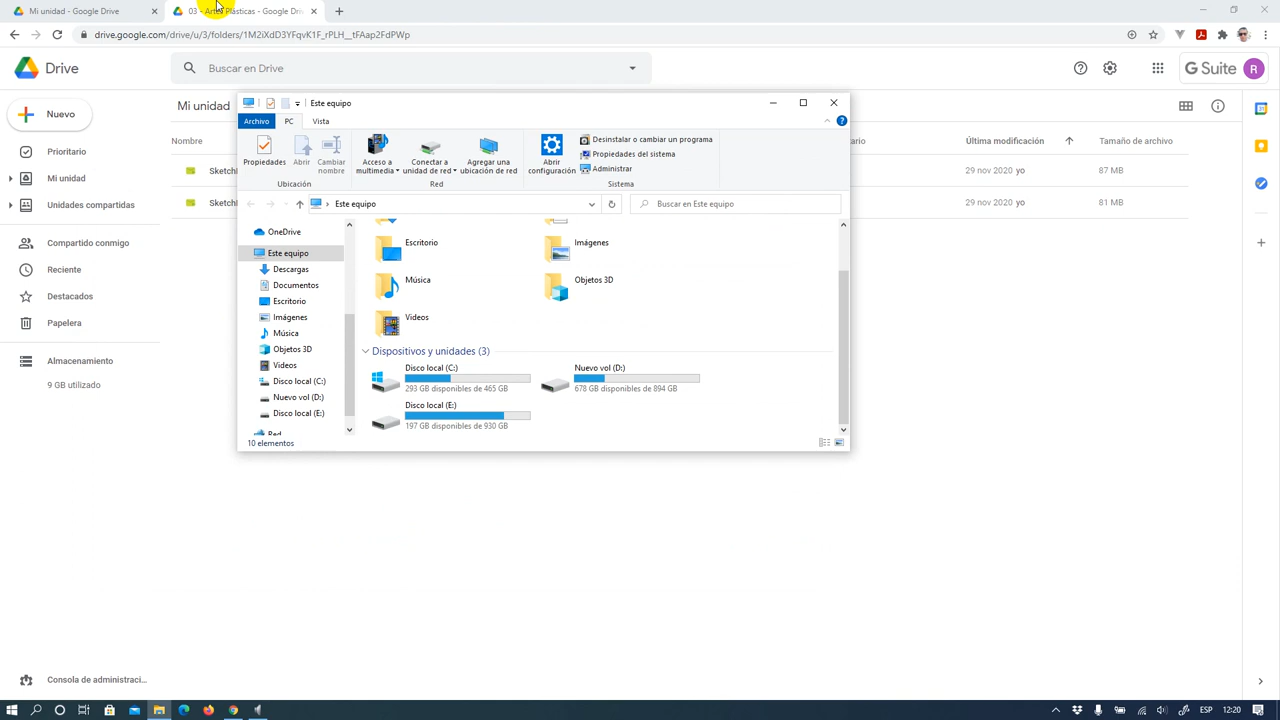 Mi unidad - Google Drive
03 - Artes Plásticas - Google Dri
drive.google.com/drive/u/3/folders/1M2iXdD3YFqvK1F_rPLH__tFAap2FdPWp
Drive
Buscar en Drive
G Suite
R
Nuevo
Prioritario
Mi unidad
Unidades compartidas
Compartido conmigo
Reciente
Destacados
Papelera
Almacenamiento
9 GB utilizado
Consola de administraci...
Mi unidad
Nombre
Última modificación
Tamaño de archivo
Sketch
29 nov 2020 yo
87 MB
Sketch
29 nov 2020 yo
81 MB
Este equipo
Archivo
PC
Vista
Propiedades
Abrir
Cambiar nombre
Ubicación
Acceso a multimedia
Conectar a unidad de red
Agregar una ubicación de red
Red
Abrir configuración
Desinstalar o cambiar un programa
Propiedades del sistema
Administrar
Sistema
Este equipo
Buscar en Este equipo
OneDrive
Este equipo
Descargas
Documentos
Escritorio
Imágenes
Música
Objetos 3D
Videos
Disco local (C:)
Nuevo vol (D:)
Disco local (E:)
Red
Escritorio
Imágenes
Música
Objetos 3D
Videos
Dispositivos y unidades (3)
Disco local (C:)
293 GB disponibles de 465 GB
Nuevo vol (D:)
678 GB disponibles de 894 GB
Disco local (E:)
197 GB disponibles de 930 GB
10 elementos
ESP
12:20